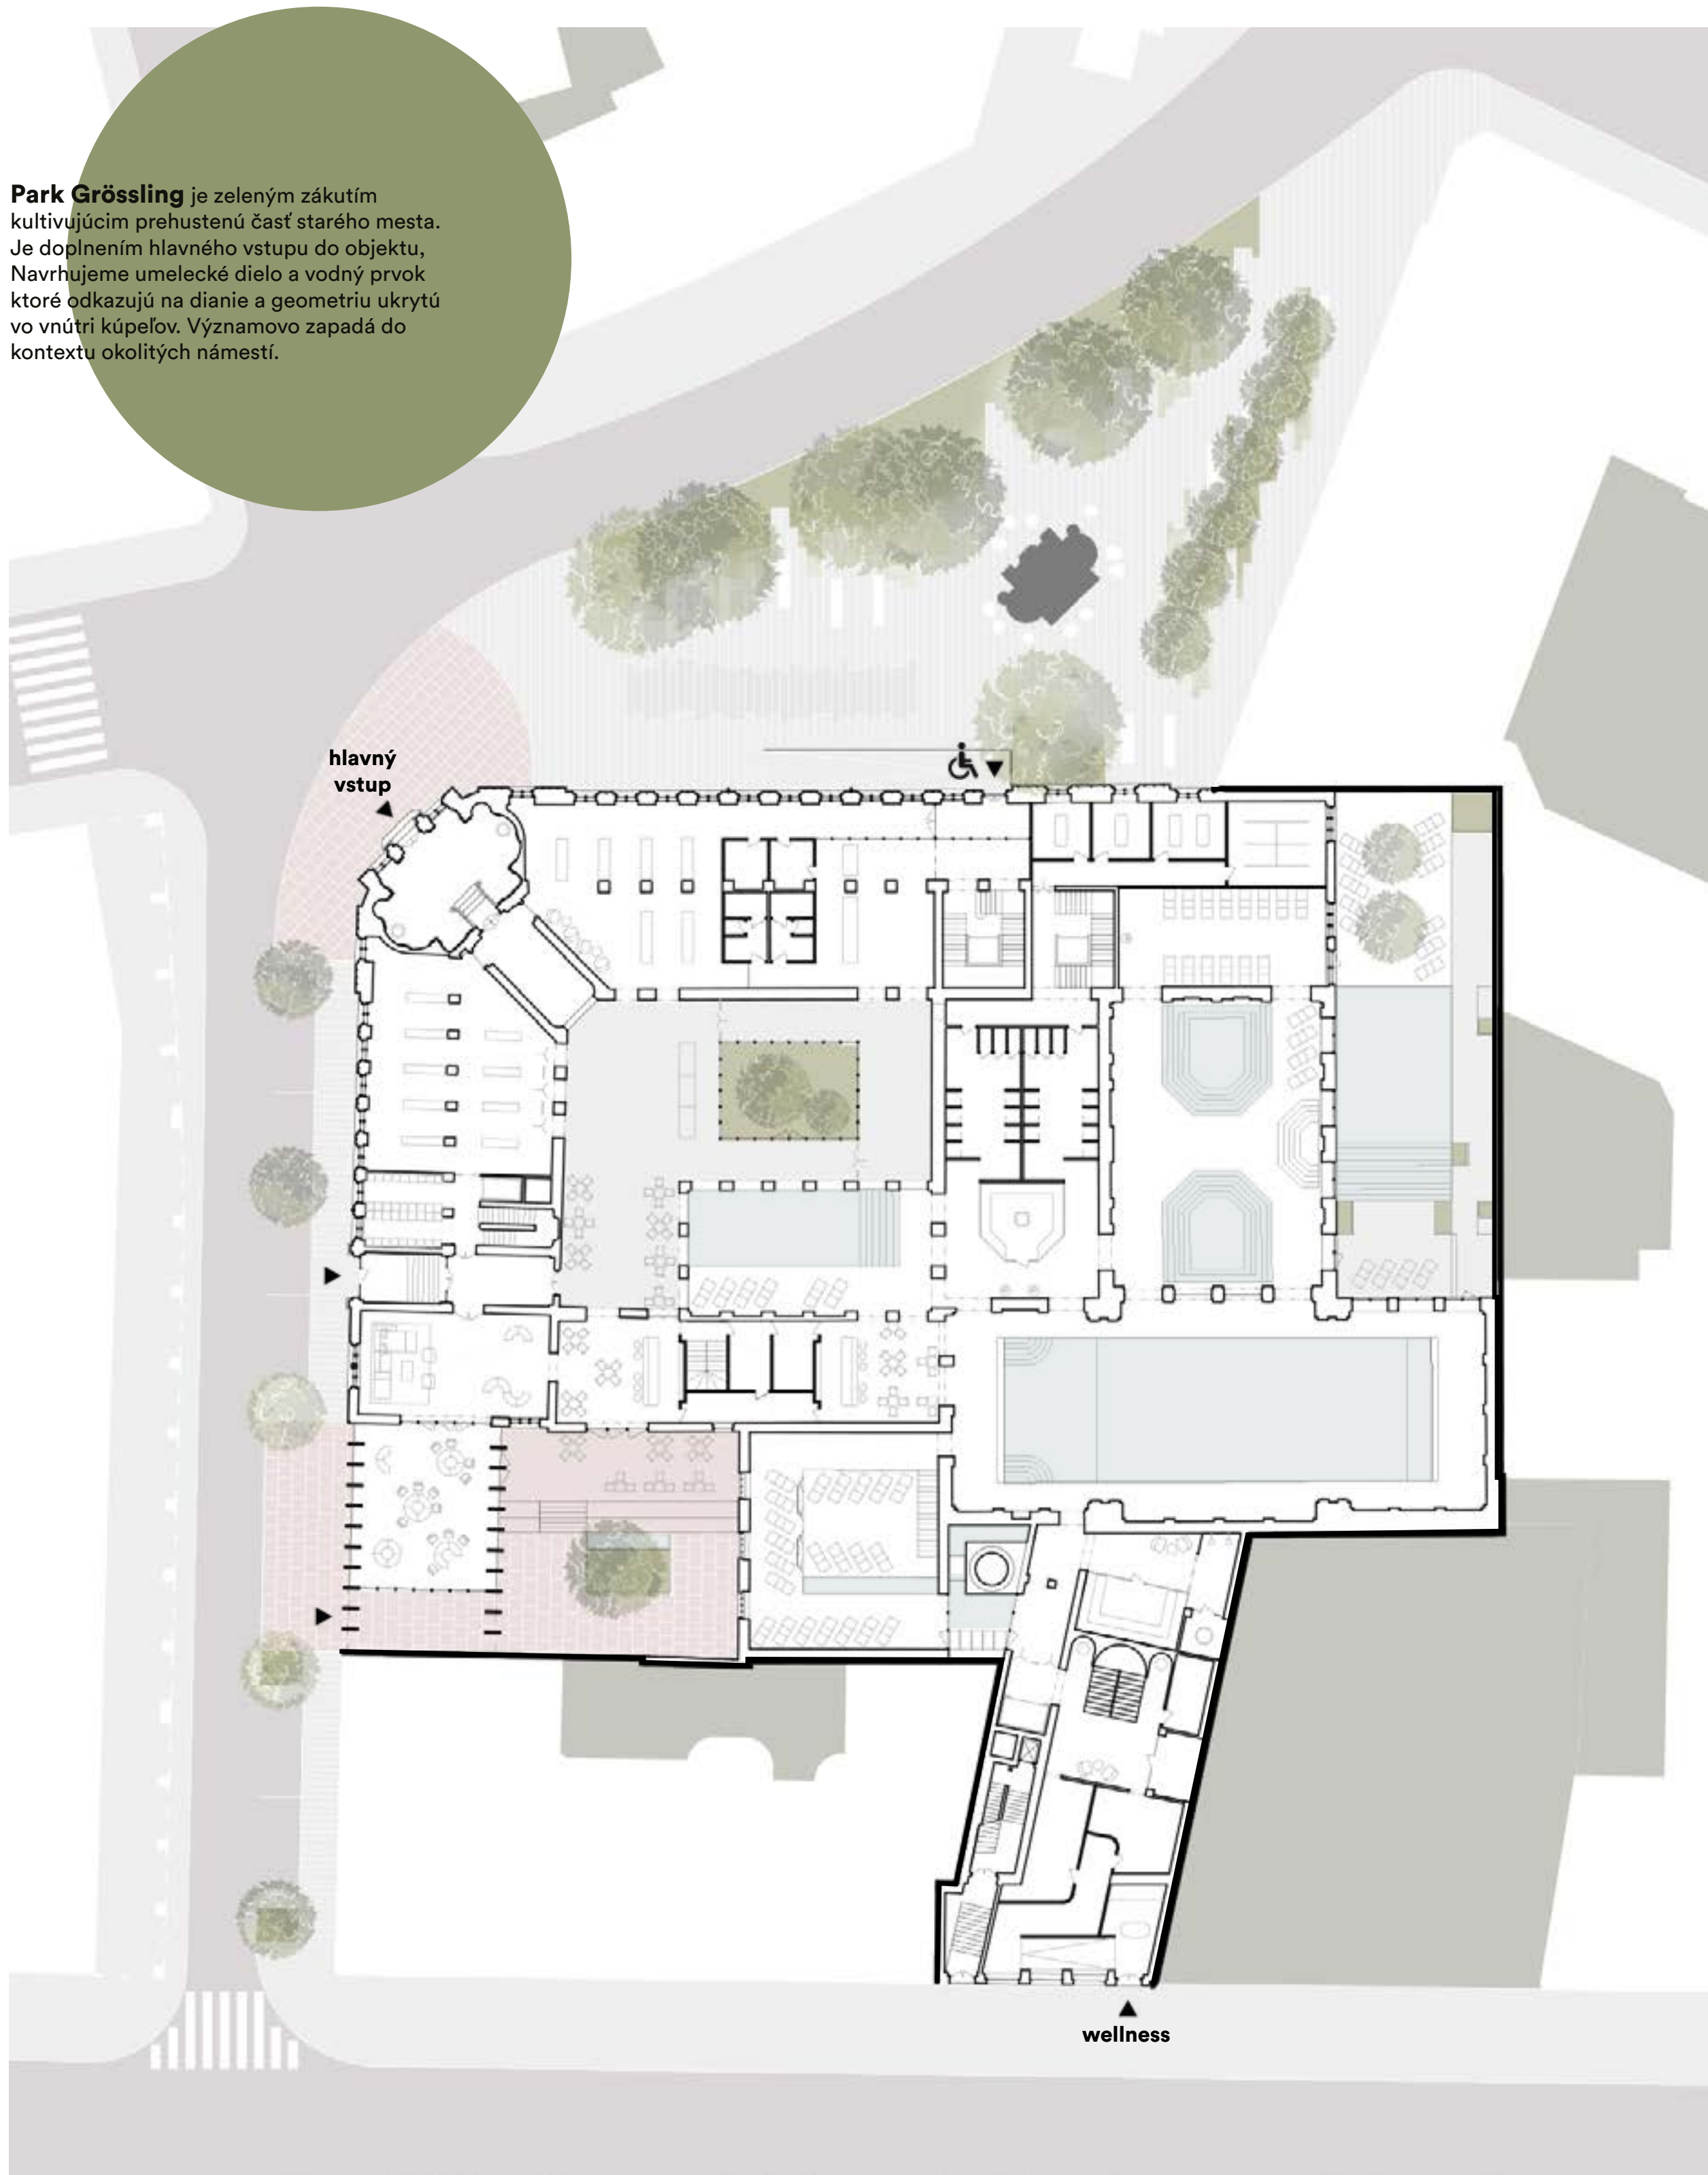 Park Grössling je zeleným zákutím
kultivujúcim prehustenú časť starého mesta.
Je doplnením hlavného vstupu do objektu,
Navrhujeme umelecké dielo a vodný prvok
ktoré odkazujú na dianie a geometriu ukrytú
vo vnútri kúpeľov. Významovo zapadá do
kontextu okolitých námestí.
hlavný
vstup
wellness